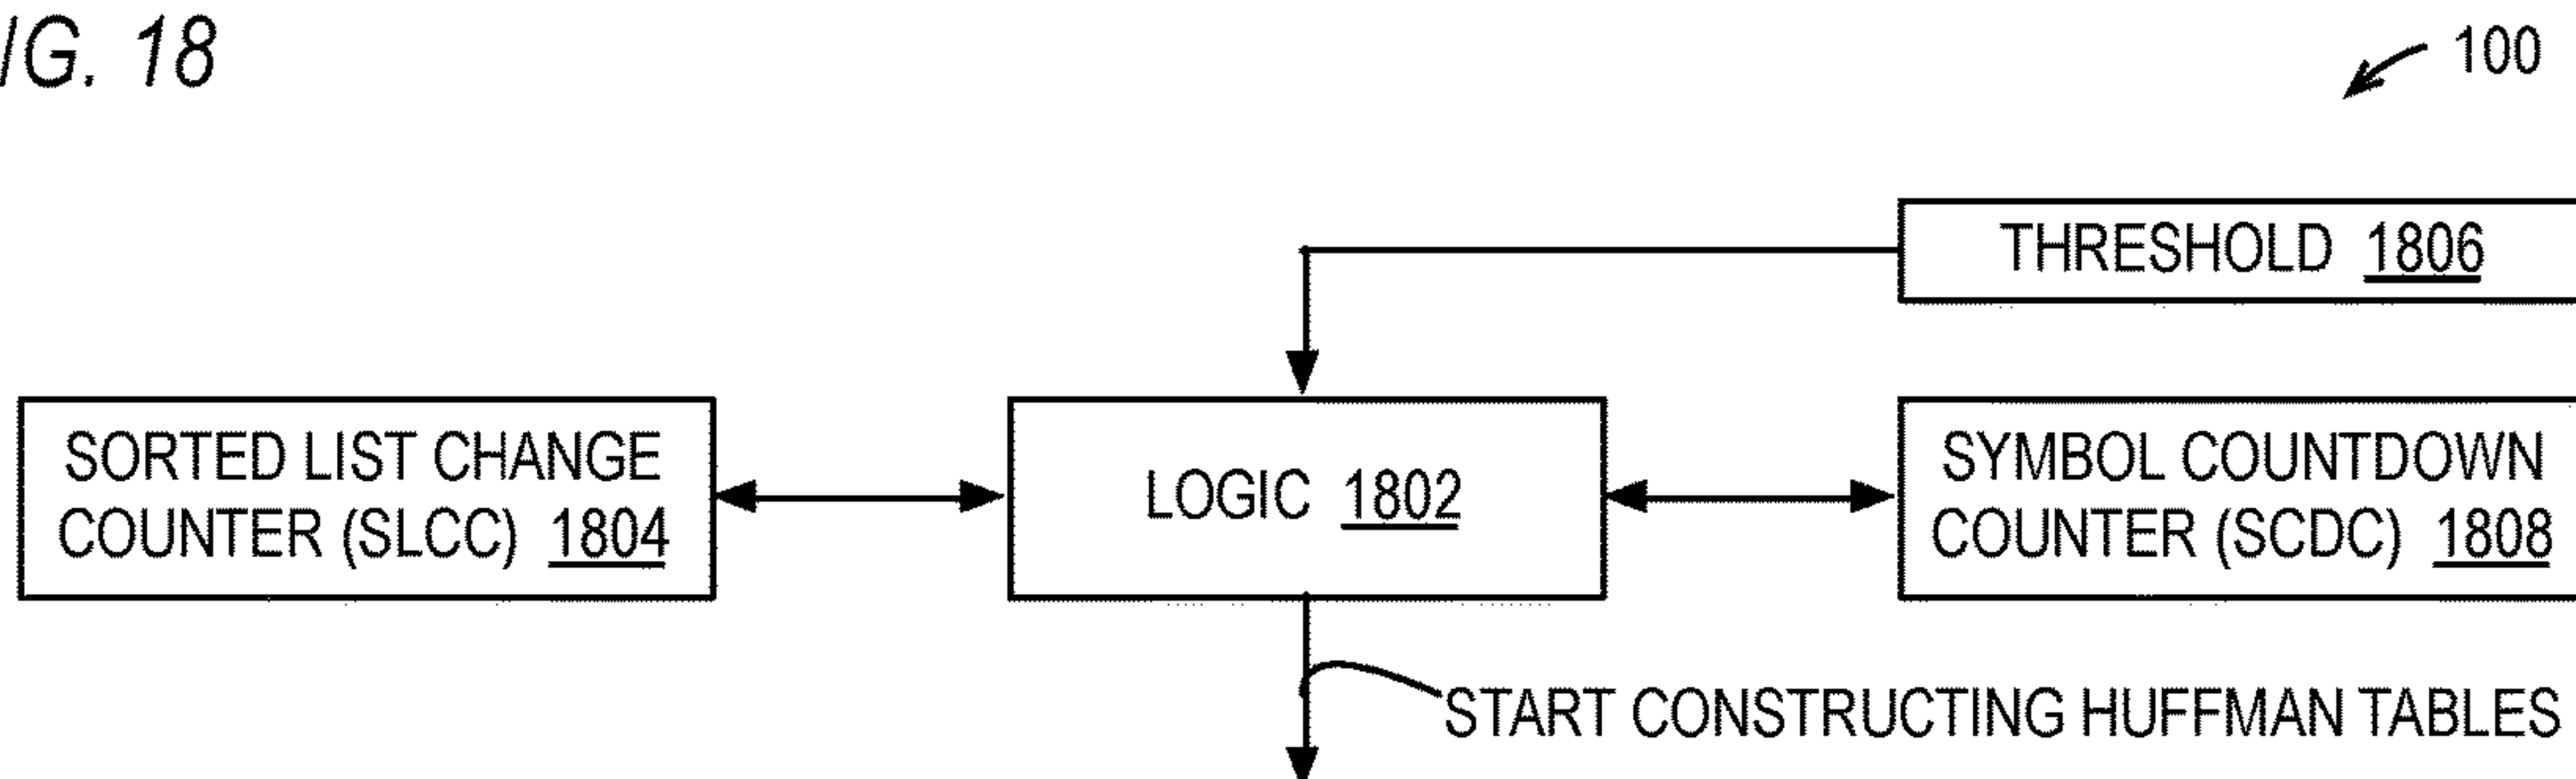 IG. 18
100
THRESHOLD 1806
SORTED LIST CHANGE
COUNTER (SLCC) 1804
LOGIC 1802
SYMBOL COUNTDOWN
COUNTER (SCDC) 1808
START CONSTRUCTING HUFFMAN TABLES